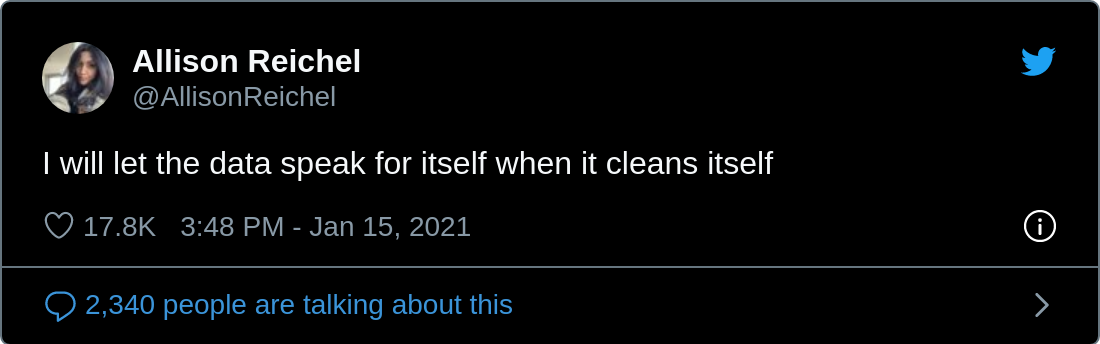 Allison Reichel
@AllisonReichel
I will let the data speak for itself when it cleans itself
17.8K 3:48 PM - Jan 15, 2021
2,340 people are talking about this